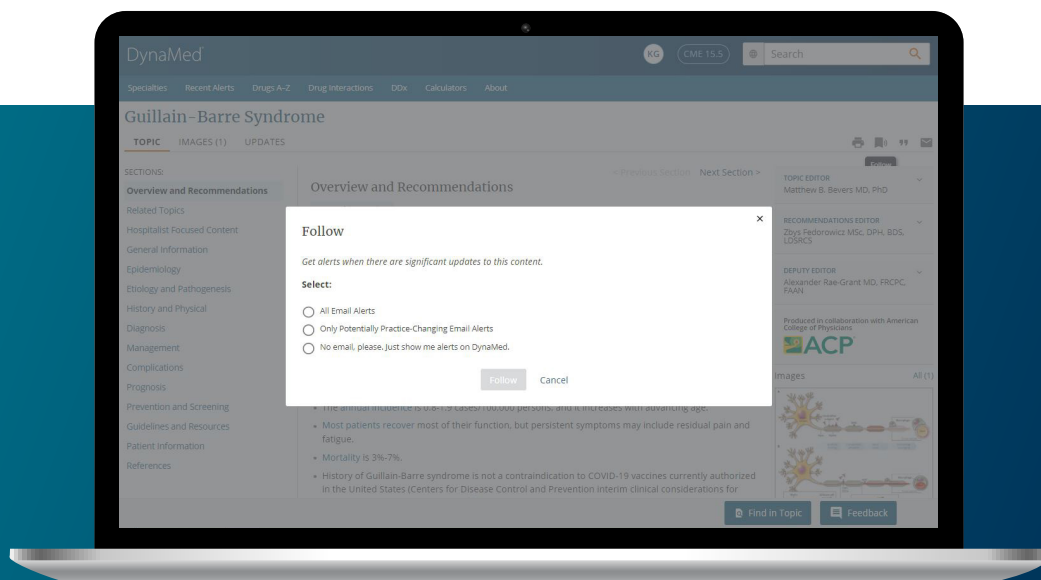 DynaMed
KG
CME 15.5
Search
Specialties Recent Alerts Drugs A-Z Drug Interactions DDx Calculators About
Guillain-Barre Syndrome
TOPIC IMAGES (1) UPDATES
Follow
SECTIONS:
Overview and Recommendations
Related Topics
Hospitalist Focused Content
General Information
Epidemiology
Etiology and Pathogenesis
History and Physical
Diagnosis
Management
Complications
Prognosis
Prevention and Screening
Guidelines and Resources
Patient Information
References
< Previous Section Next Section >
Overview and Recommendations
Follow
Get alerts when there are significant updates to this content.
Select:
All Email Alerts
Only Potentially Practice-Changing Email Alerts
No email, please. Just show me alerts on DynaMed.
Follow Cancel
• The annual incidence is 0.8-1.9 cases/100,000 persons, and it increases with advancing age.
• Most patients recover most of their function, but persistent symptoms may include residual pain and
fatigue.
• Mortality is 3%-7%.
• History of Guillain-Barre syndrome is not a contraindication to COVID-19 vaccines currently authorized
in the United States (Centers for Disease Control and Prevention interim clinical considerations for
TOPIC EDITOR
Matthew B. Bevers MD, PhD
RECOMMENDATIONS EDITOR
Zbys Fedorowicz MSc, DPH, BDS,
LDSRCS
DEPUTY EDITOR
Alexander Rae-Grant MD, FRCPC,
FAAN
Produced in collaboration with American
College of Physicians
ACP
Images All (1)
Find in Topic
Feedback